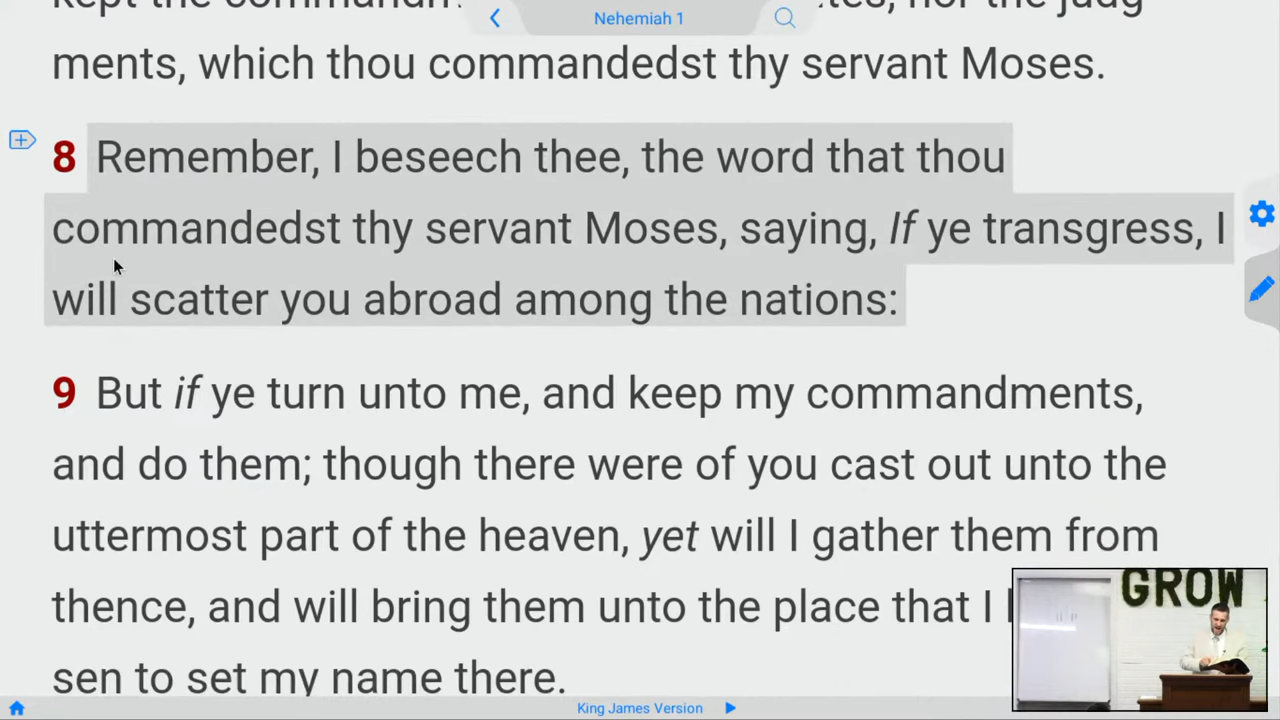 Nehemiah 1
ments, which thou commandedst thy servant Moses.
8 Remember, I beseech thee, the word that thou
commandedst thy servant Moses, saying, If ye transgress, I
will scatter you abroad among the nations:
9 But if ye turn unto me, and keep my commandments,
and do them; though there were of you cast out unto the
uttermost part of the heaven, yet will I gather them from
thence, and will bring them unto the place that I
sen to set my name there.
GROW
King James Version